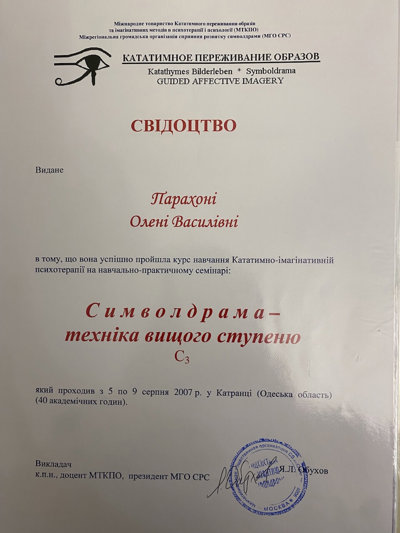 Міжнародне товариство Кататимного переживання образів
та імагінативних методів в психотерапії і психології (МТКПО)
Міжрегіональна громадська організація сприяння розвитку символдрами (МГО СРС)
КАТАТИМНОЕ ПЕРЕЖИВАНИЕ ОБРАЗОВ
Katathymes Bilderleben * Symboldrama
GUIDED AFFECTIVE IMAGERY
СВІДОЦТВО
Видане
Парахоні
Олені Василівні
в тому, що вона успішно пройшла курс навчання Кататимно-імагінативній
психотерапії на навчально-практичному семінарі:
Символдрама –
техніка вищого ступеню
С3
який проходив з 5 по 9 серпня 2007 р. у Катранці (Одеська область)
(40 академічних годин).
Викладач
к.п.н., доцент МТКПО, президент МГО СРС
Я.Л. Обухов
МОСКВА